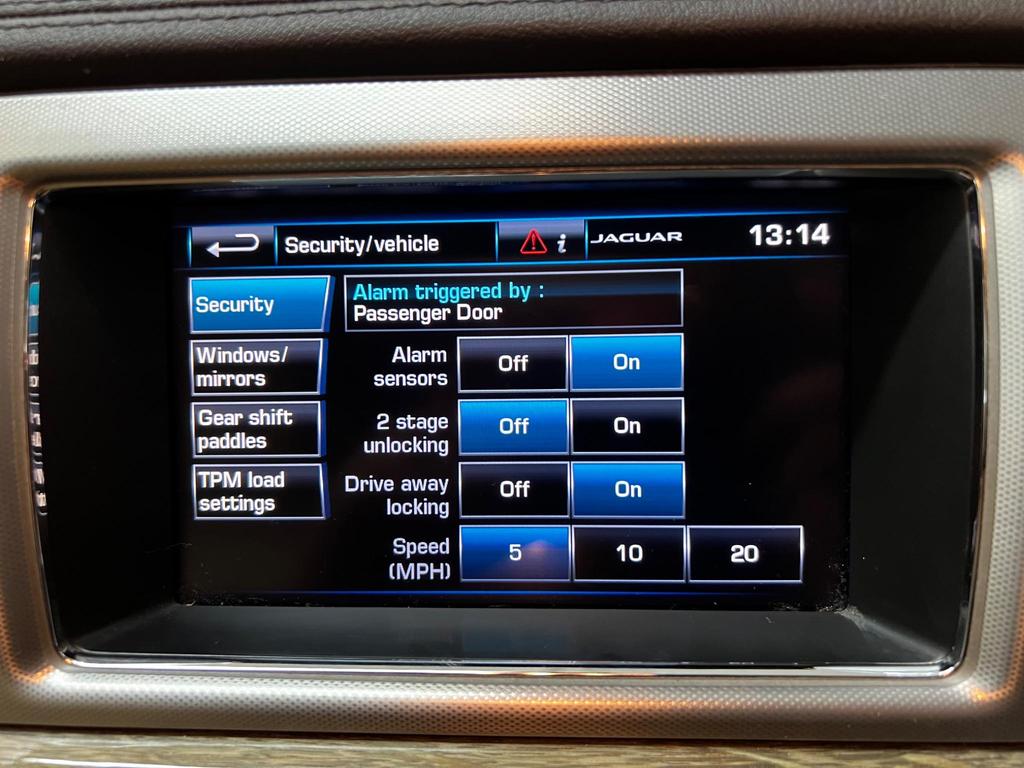 Security/vehicle
i
JAGUAR
13:14
Security
Alarm triggered by :
Passenger Door
Windows/
mirrors
Alarm
sensors
Off
On
Gear shift
paddles
2 stage
unlocking
Off
On
TPM load
settings
Drive away
locking
Off
On
Speed
(MPH)
5
10
20